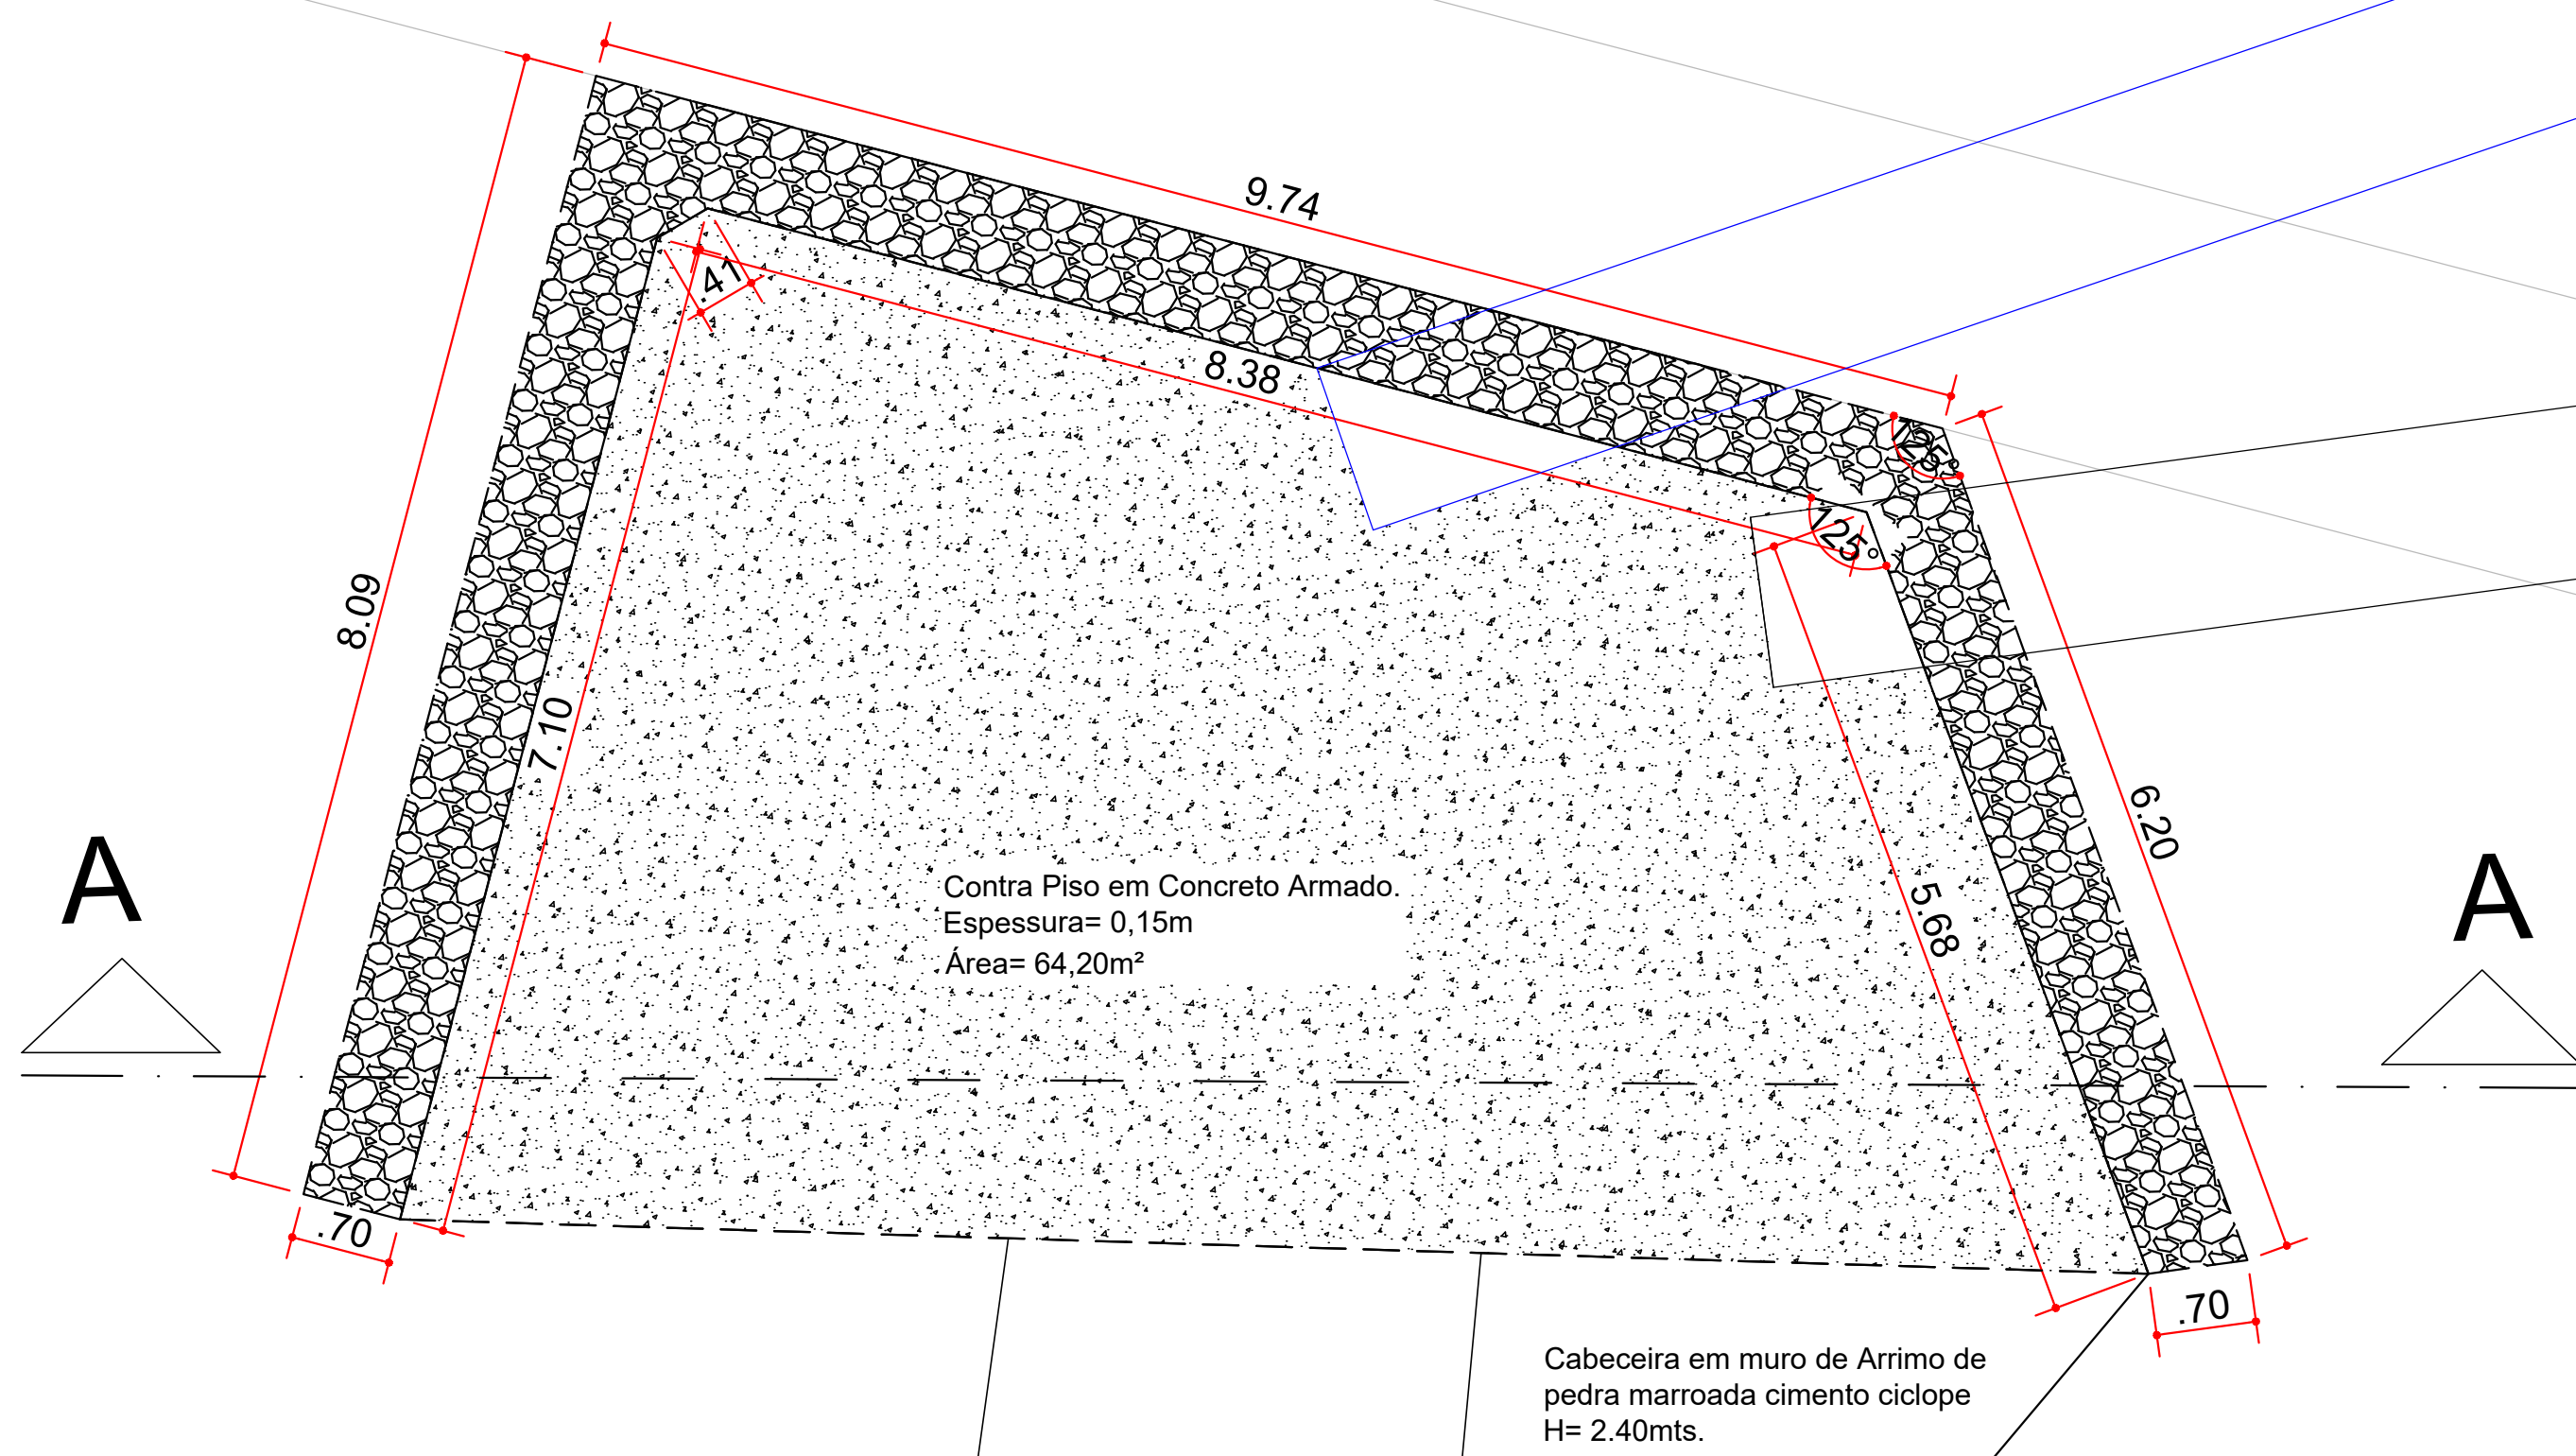 9.74
.41
8.38
125°
125°
8.09
7.10
6.20
5.68
A
A
Contra Piso em Concreto Armado.
Espessura= 0,15m
Área= 64,20m²
.70
.70
Cabeceira em muro de Arrimo de
pedra marroada cimento ciclope
H= 2.40mts.